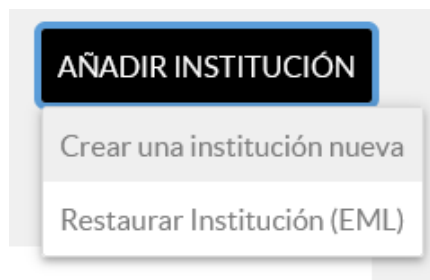 AÑADIR INSTITUCIÓN
Crear una institución nueva
Restaurar Institución (EML)